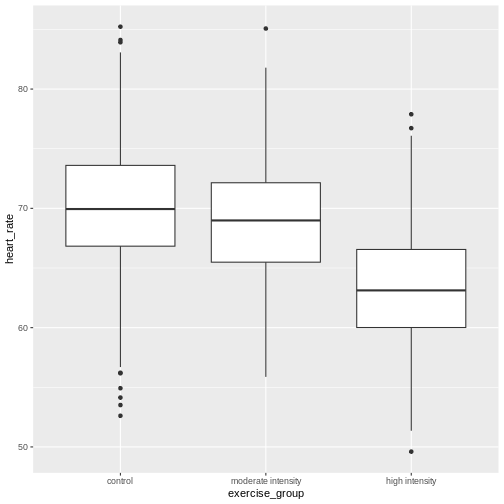 80
70
60
50
heart_rate
control
moderate intensity
high intensity
exercise_group